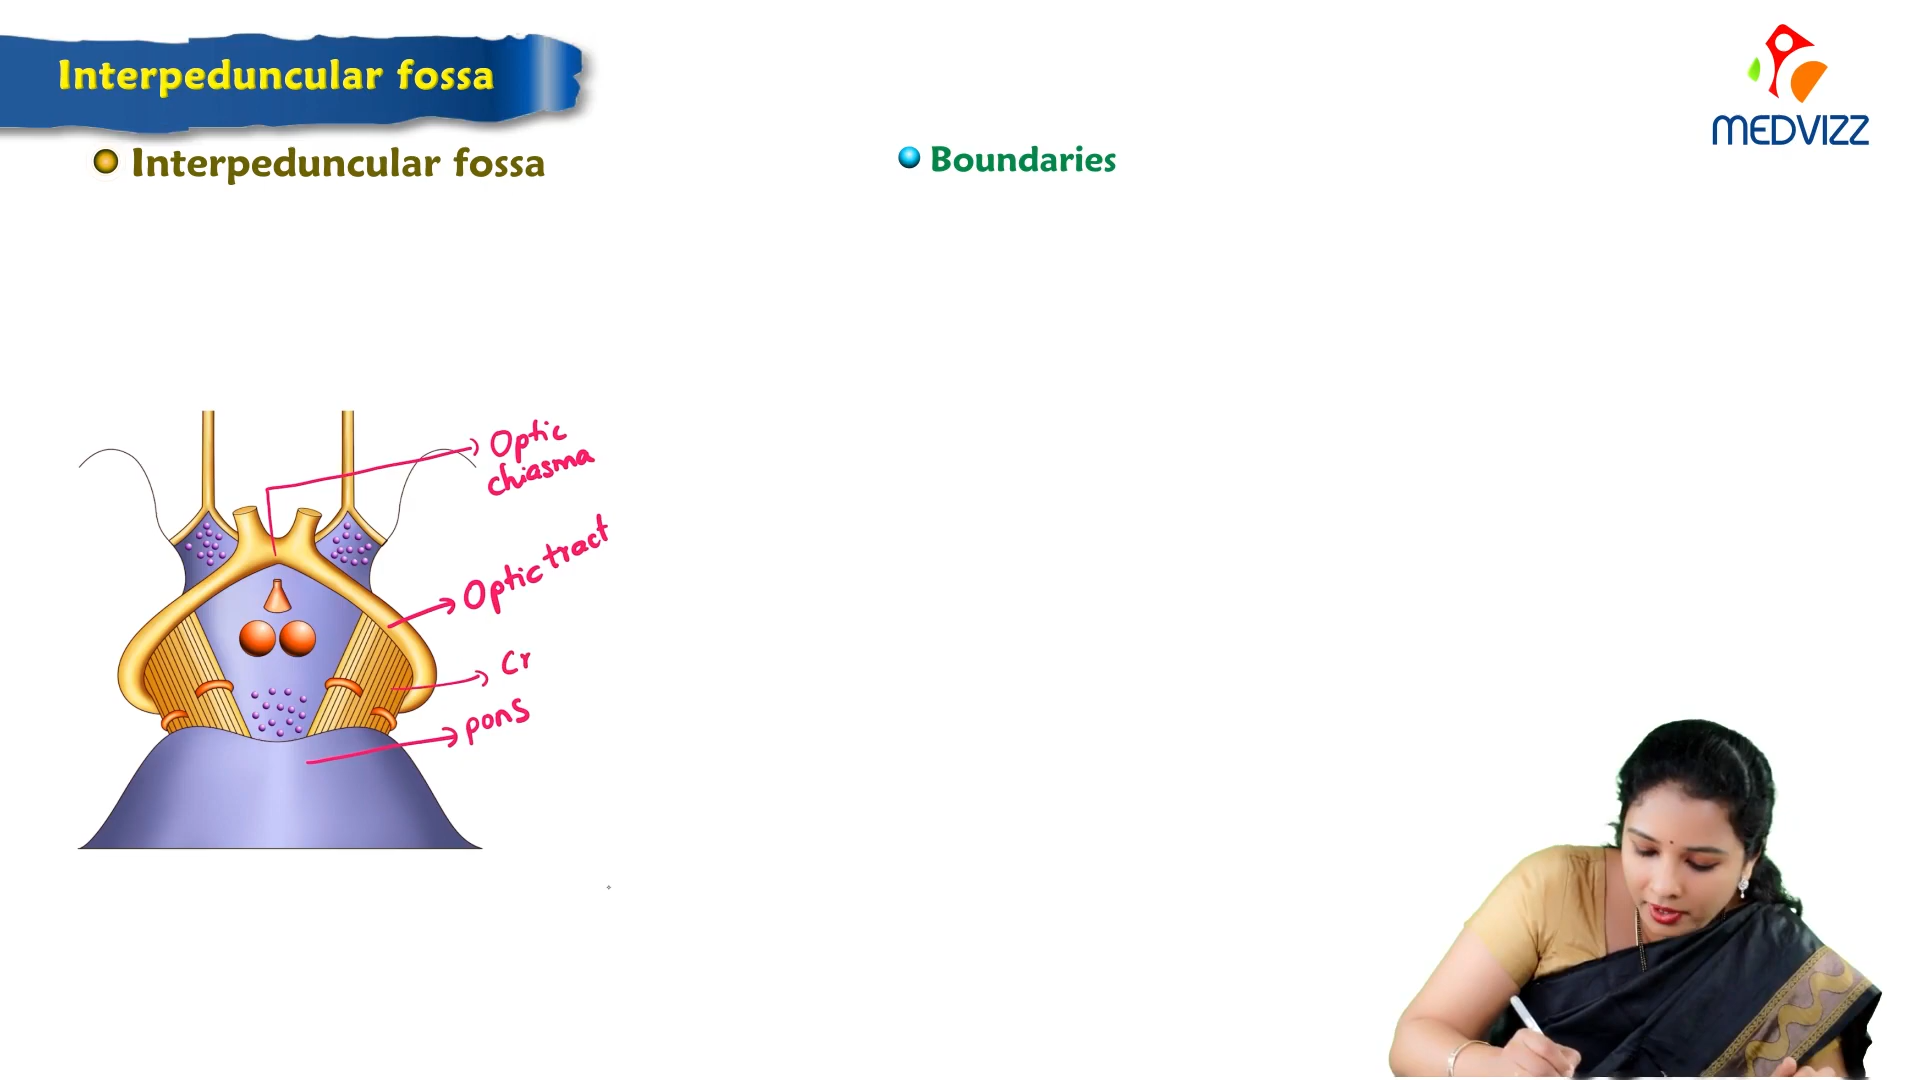 Interpeduncular fossa
MEDVIZZ
Interpeduncular fossa
Boundaries
Optic
chiasma
Optic tract
Cr
pons